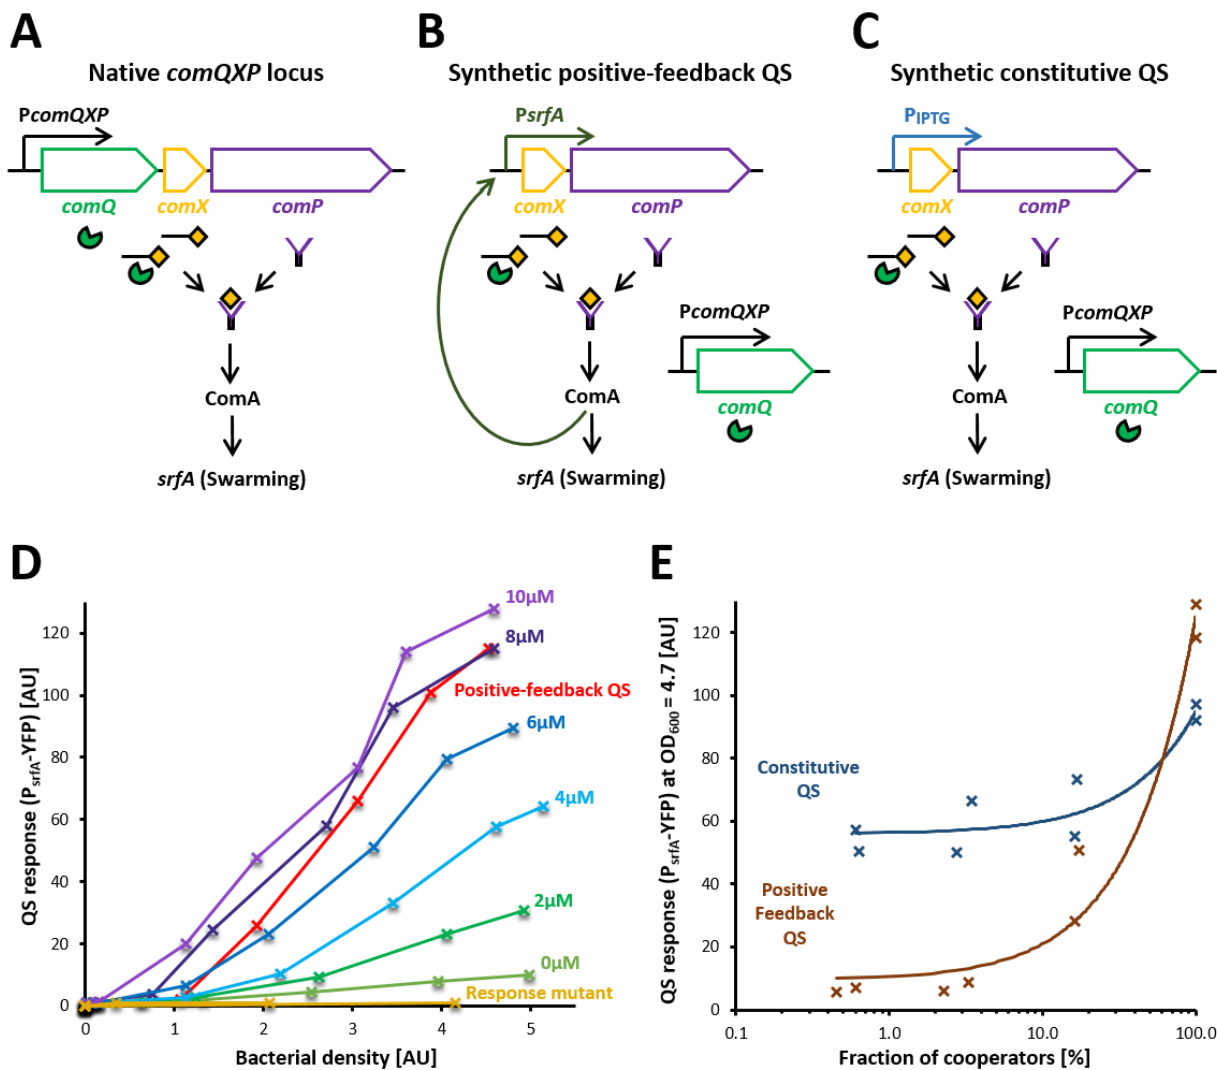 A
Native comQXP locus
PcomQXP
comQ comX comP
ComA
srfA (Swarming)
B
Synthetic positive-feedback QS
PsrfA
comX comP
PcomQXP
comQ
ComA
srfA (Swarming)
C
Synthetic constitutive QS
PIPTG
comX comP
PcomQXP
comQ
ComA
srfA (Swarming)
D
QS response (PsrfA-YFP) [AU]
120
100
80
60
40
20
0
10µM
8µM
Positive-feedback QS
6µM
4µM
2µM
0µM
Response mutant
0 1 2 3 4 5
Bacterial density [AU]
E
QS response (PsrfA-YFP) at OD600 = 4.7 [AU]
120
100
80
60
40
20
0
Constitutive
QS
Positive
Feedback
QS
0.1 1.0 10.0 100.0
Fraction of cooperators [%]